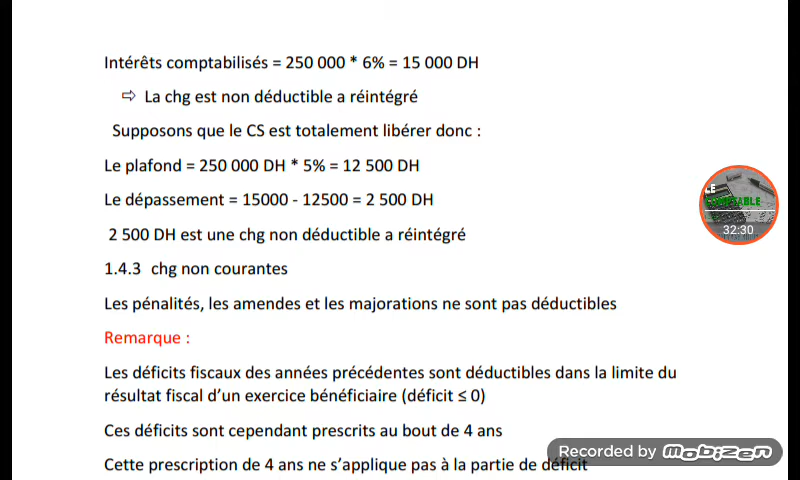 Intérêts comptabilisés = 250 000 * 6% = 15 000 DH
⇨ La chg est non déductible a réintégré
Supposons que le CS est totalement libérer donc :
Le plafond = 250 000 DH * 5% = 12 500 DH
Le dépassement = 15000 - 12500 = 2 500 DH
2 500 DH est une chg non déductible a réintégré
1.4.3 chg non courantes
Les pénalités, les amendes et les majorations ne sont pas déductibles
Remarque :
Les déficits fiscaux des années précédentes sont déductibles dans la limite du
résultat fiscal d'un exercice bénéficiaire (déficit ≤ 0)
Ces déficits sont cependant prescrits au bout de 4 ans
Cette prescription de 4 ans ne s'applique pas à la partie de déficit
LE
COMPTABLE
32:30
Recorded by mobizen